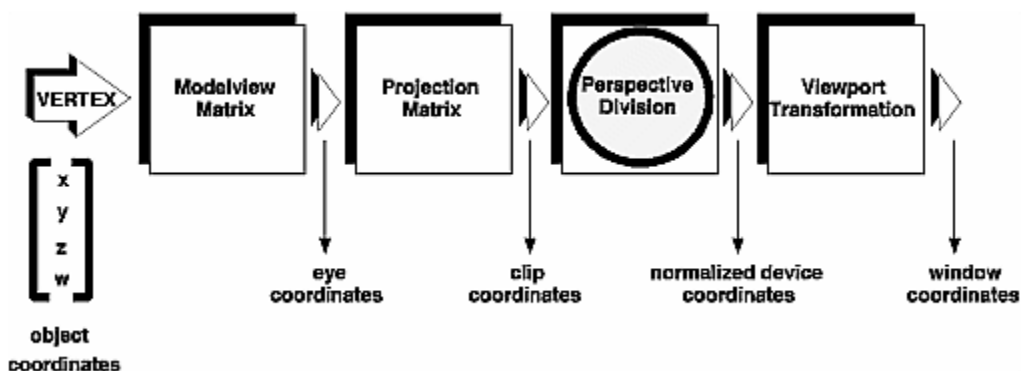 VERTEX
Modelview
Matrix
Projection
Matrix
Perspective
Division
Viewport
Transformation
x
y
z
w
object
coordinates
eye
coordinates
clip
coordinates
normalized device
coordinates
window
coordinates